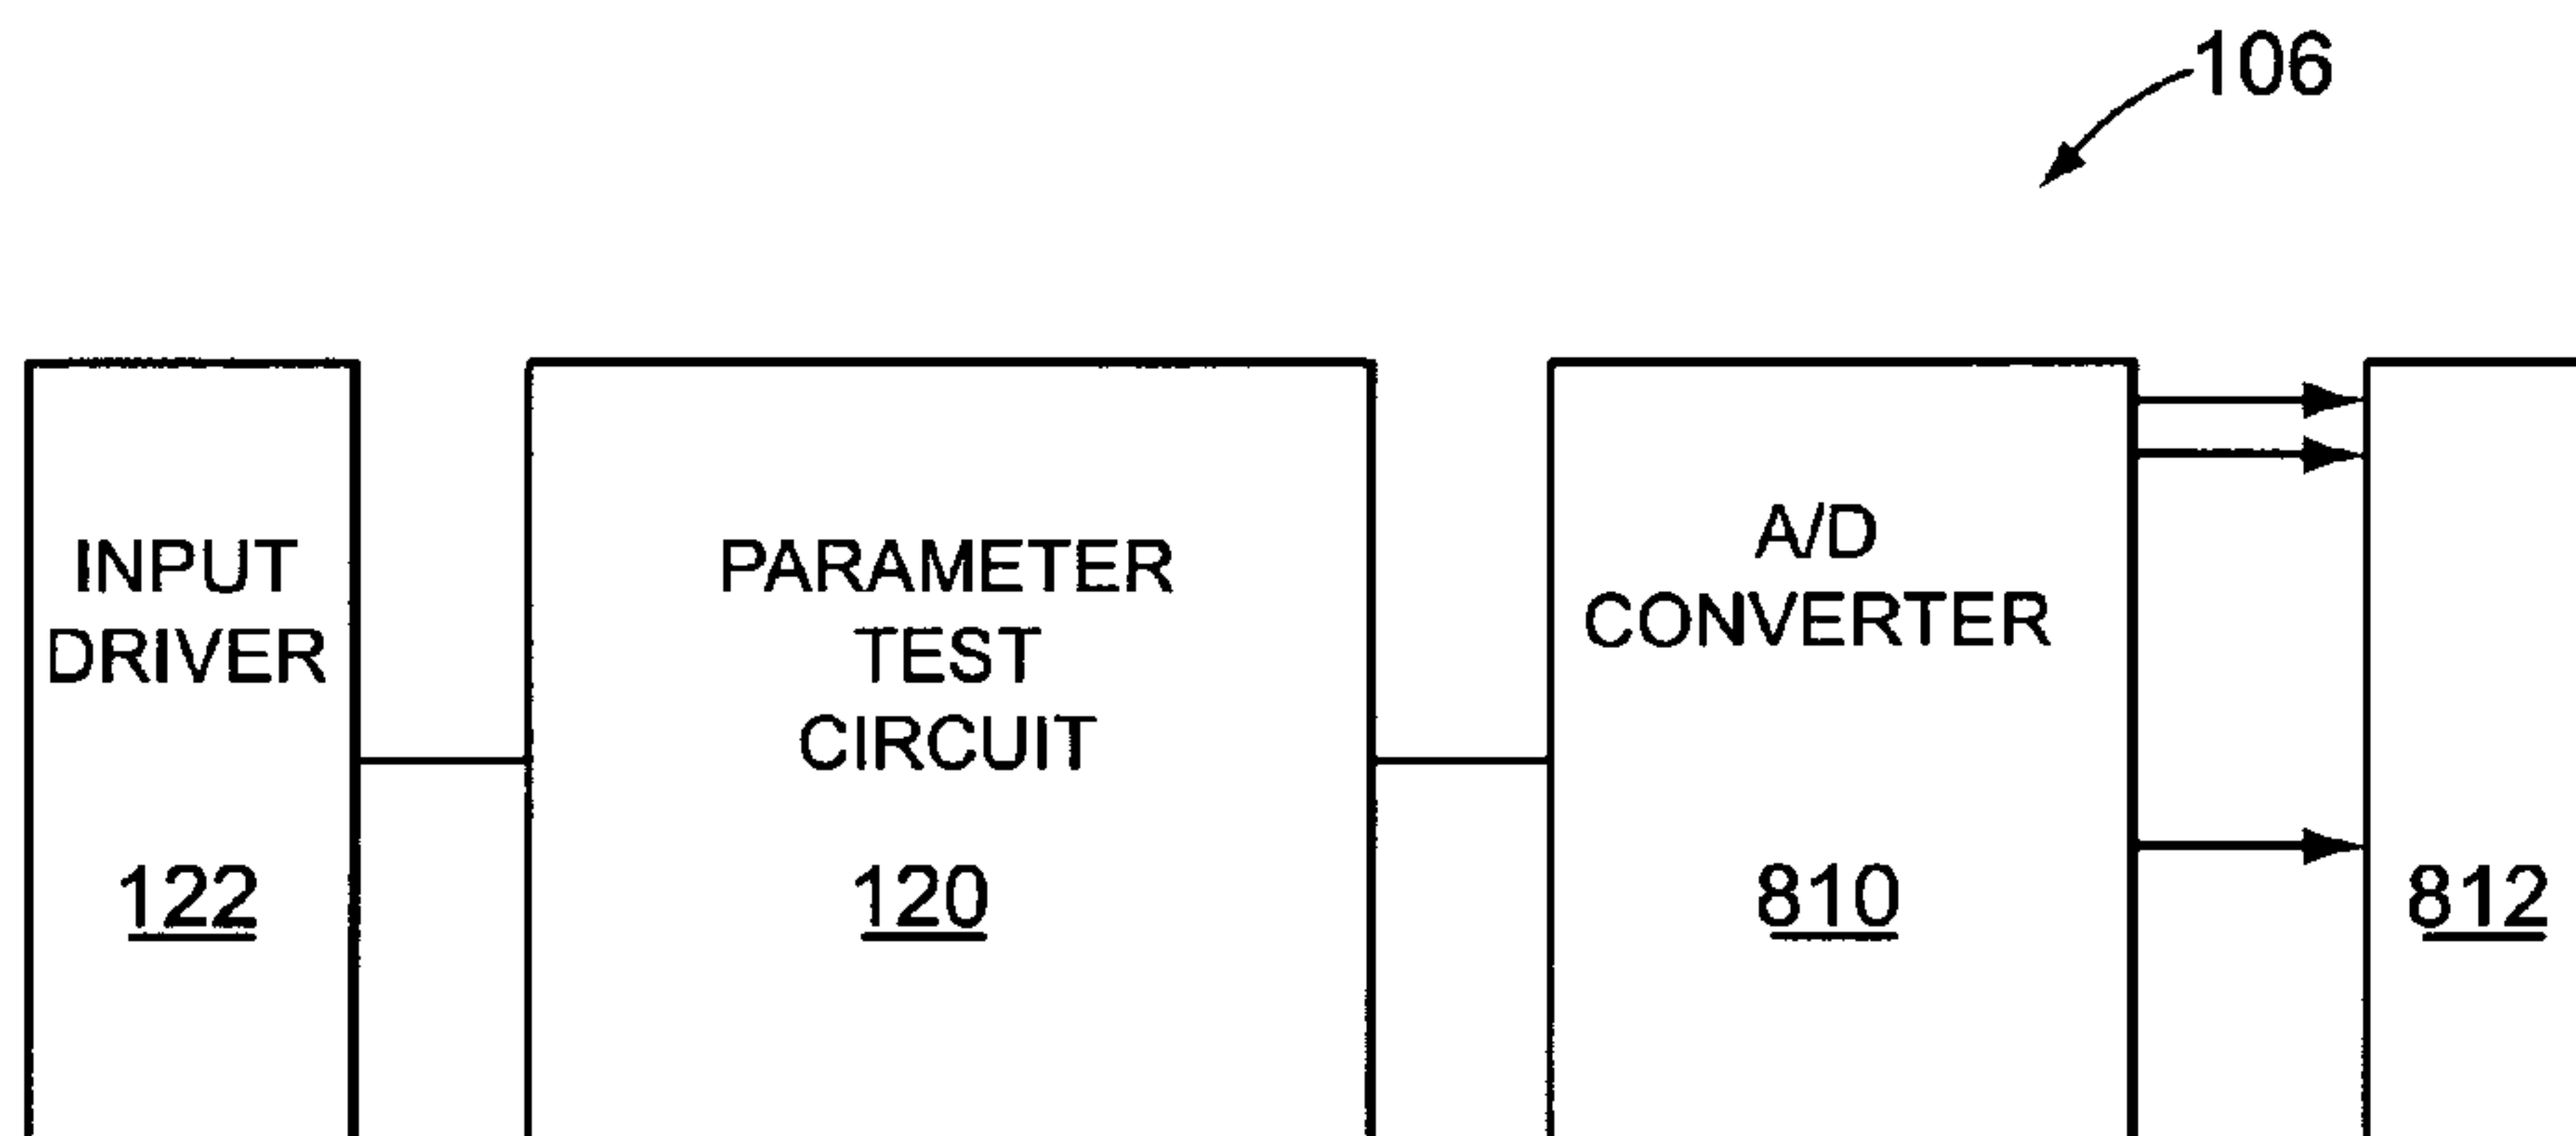 106
INPUT
DRIVER
122
PARAMETER
TEST
CIRCUIT
120
A/D
CONVERTER
810
812